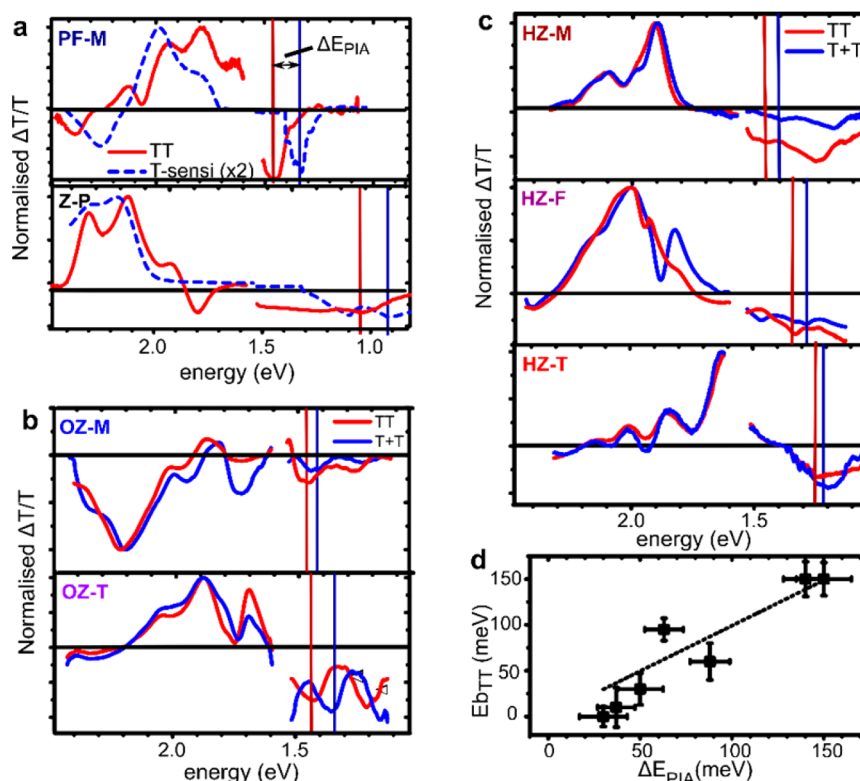 a
PF-M
ΔE_PIA
Normalised ΔT/T
TT
T-sensi (x2)
Z-P
2.0
1.5
1.0
energy (eV)
b
OZ-M
TT
T+T
Normalised ΔT/T
OZ-T
2.0
1.5
energy (eV)
c
HZ-M
TT
T+T
Normalised ΔT/T
HZ-F
HZ-T
2.0
1.5
energy (eV)
d
Eb_TT (meV)
150
100
50
0
0
50
100
150
ΔE_PIA(meV)